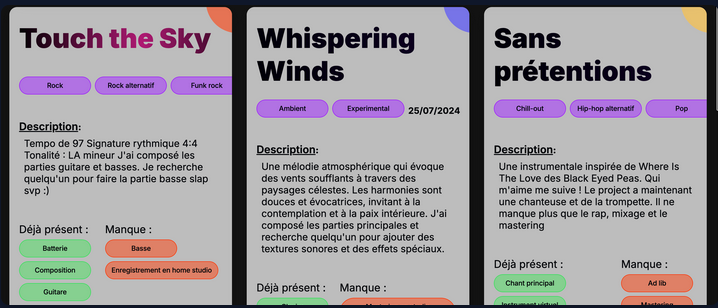 Touch the Sky
Rock
Rock alternatif
Funk rock
Description:
Tempo de 97 Signature rythmique 4:4
Tonalité : LA mineur J'ai composé les
parties guitare et basses. Je recherche
quelqu'un pour faire la partie basse slap
svp :)
Déjà présent :
Manque :
Batterie
Basse
Composition
Enregistrement en home studio
Guitare
Whispering
Winds
Ambient
Experimental
25/07/2024
Description:
Une mélodie atmosphérique qui évoque
des vents soufflants à travers des
paysages célestes. Les harmonies sont
douces et évocatrices, invitant à la
contemplation et à la paix intérieure. J'ai
composé les parties principales et
recherche quelqu'un pour ajouter des
textures sonores et des effets spéciaux.
Déjà présent :
Manque :
Sans
prétentions
Chill-out
Hip-hop alternatif
Pop
Description:
Une instrumentale inspirée de Where Is
The Love des Black Eyed Peas. Qui
m'aime me suive ! Le project a maintenant
une chanteuse et de la trompette. Il ne
manque plus que le rap, mixage et le
mastering
Déjà présent :
Manque :
Chant principal
Ad lib
Instrument virtuel
Mastering